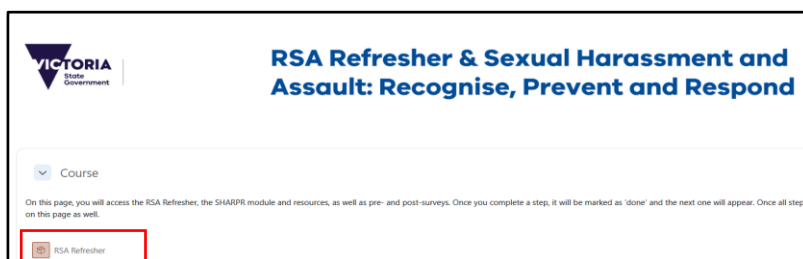 VICTORIA
State
Government
RSA Refresher & Sexual Harassment and
Assault: Recognise, Prevent and Respond
Course
On this page, you will access the RSA Refresher, the SHARPR module and resources, as well as pre- and post-surveys. Once you complete a step, it will be marked as 'done' and the next one will appear. Once all step
on this page as well.
RSA Refresher